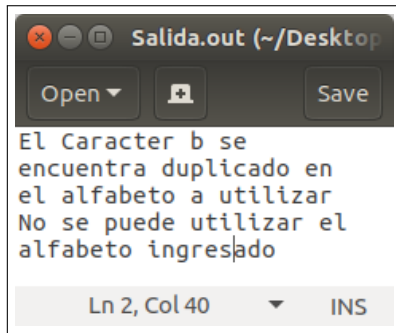 Salida.out (~/Desktop
Open
Save
El Caracter b se
encuentra duplicado en
el alfabeto a utilizar
No se puede utilizar el
alfabeto ingresado
Ln 2, Col 40
INS